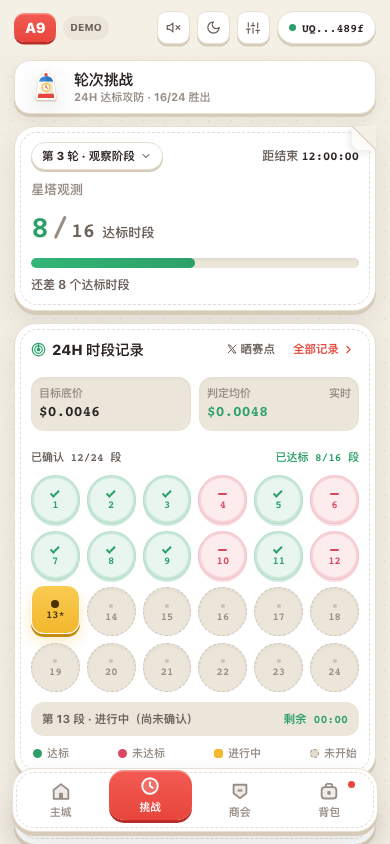 A9 DEMO UQ...489f
轮次挑战
24H 达标攻防 · 16/24 胜出
第 3 轮 · 观察阶段 距结束 12:00:00
星塔观测
8 / 16 达标时段
还差 8 个达标时段
24H 时段记录 𝕏 晒赛点 全部记录
目标底价 判定均价 实时
$0.0046 $0.0048
已确认 12/24 段 已达标 8/16 段
1 2 3 4 5 6
7 8 9 10 11 12
13* 14 15 16 17 18
19 20 21 22 23 24
第 13 段 · 进行中（尚未确认） 剩余 00:00
达标 未达标 进行中 未开始
主城 挑战 商会 背包